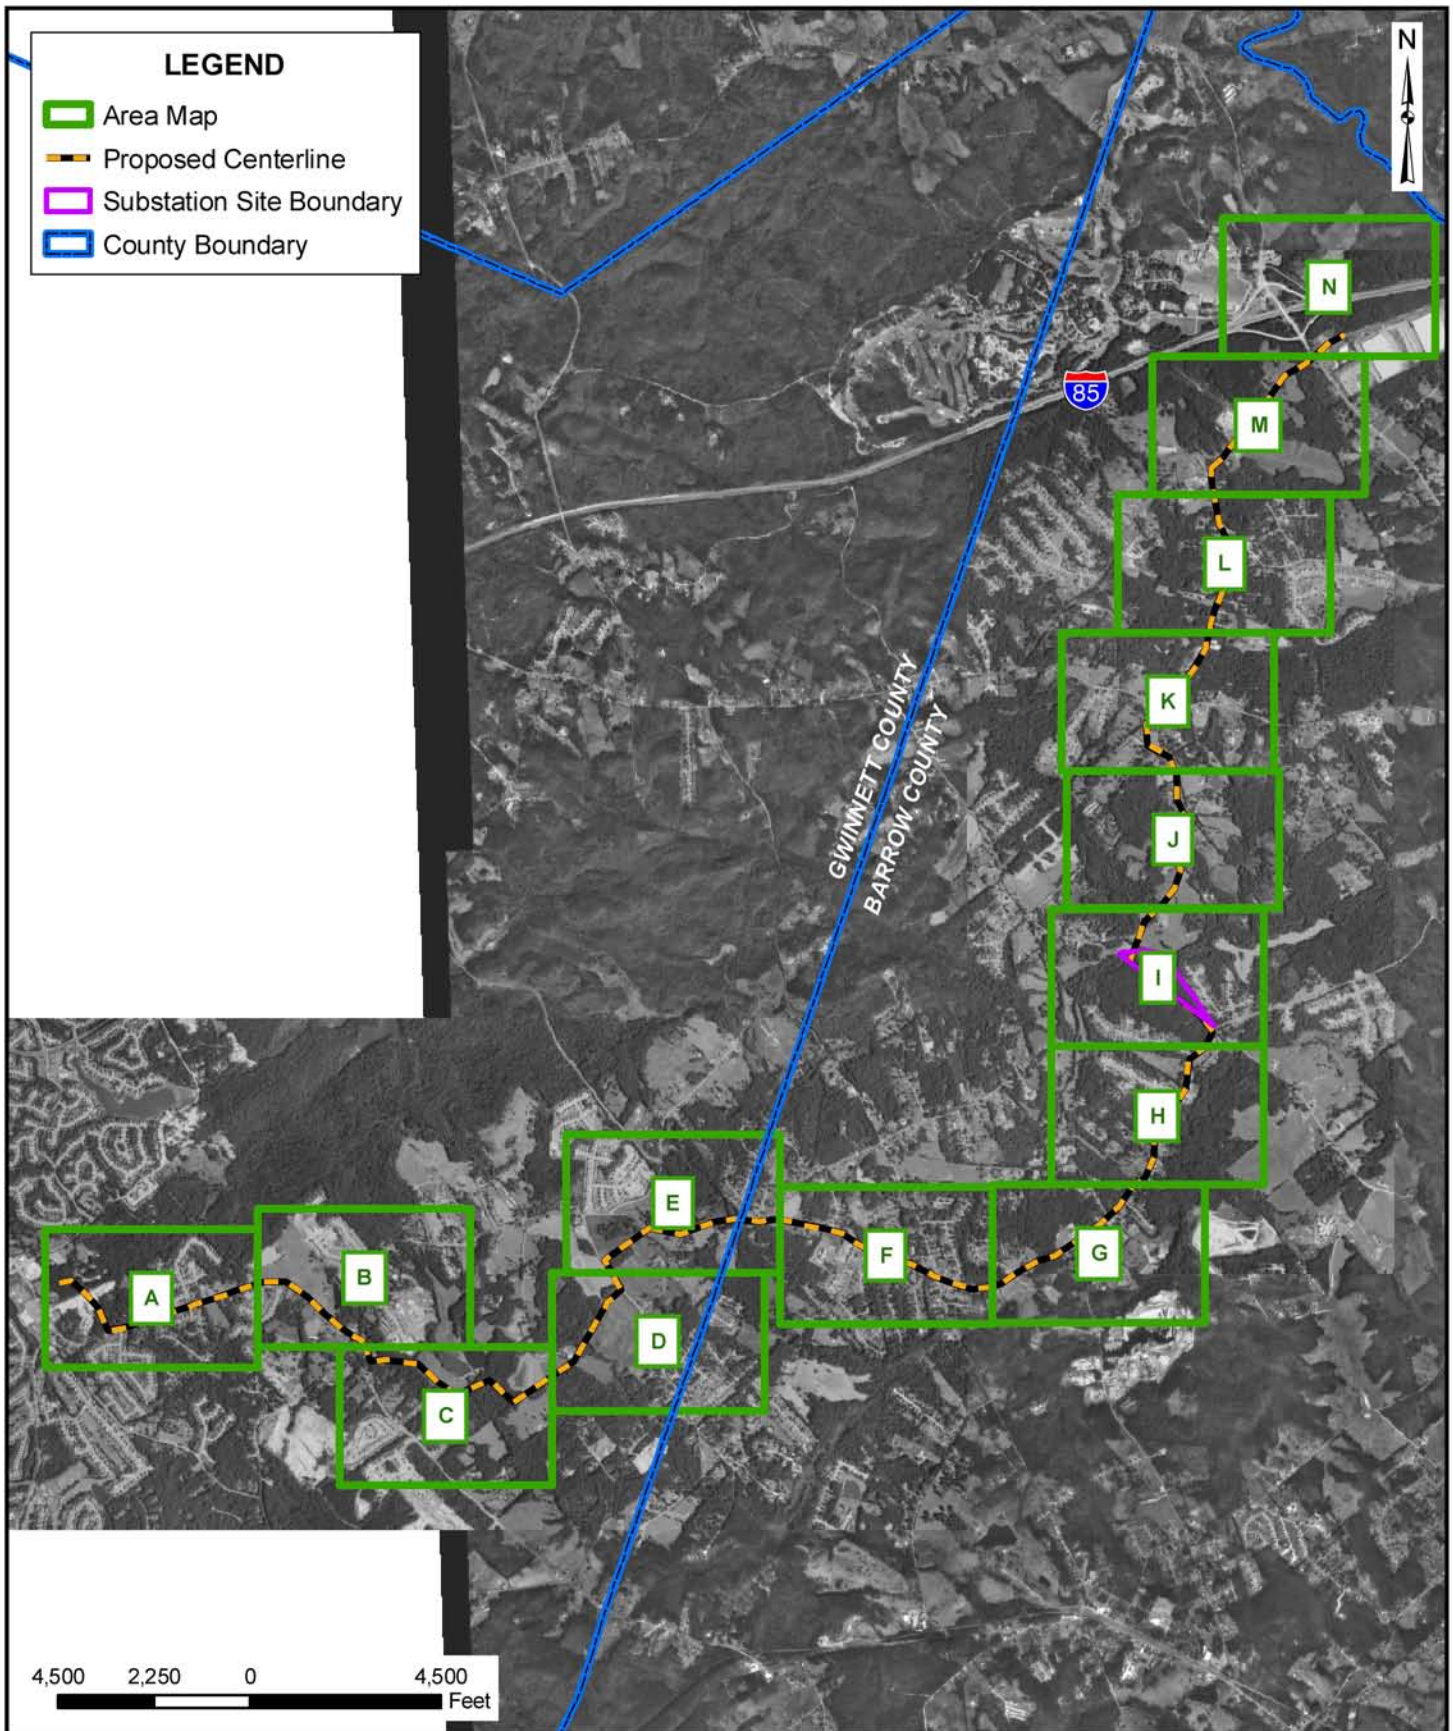 LEGEND
Area Map
Proposed Centerline
Substation Site Boundary
County Boundary
N
N
85
M
L
K
GWINNETT COUNTY
BARROW COUNTY
J
I
H
E
F
G
B
A
D
C
4,500 2,250 0 4,500
Feet